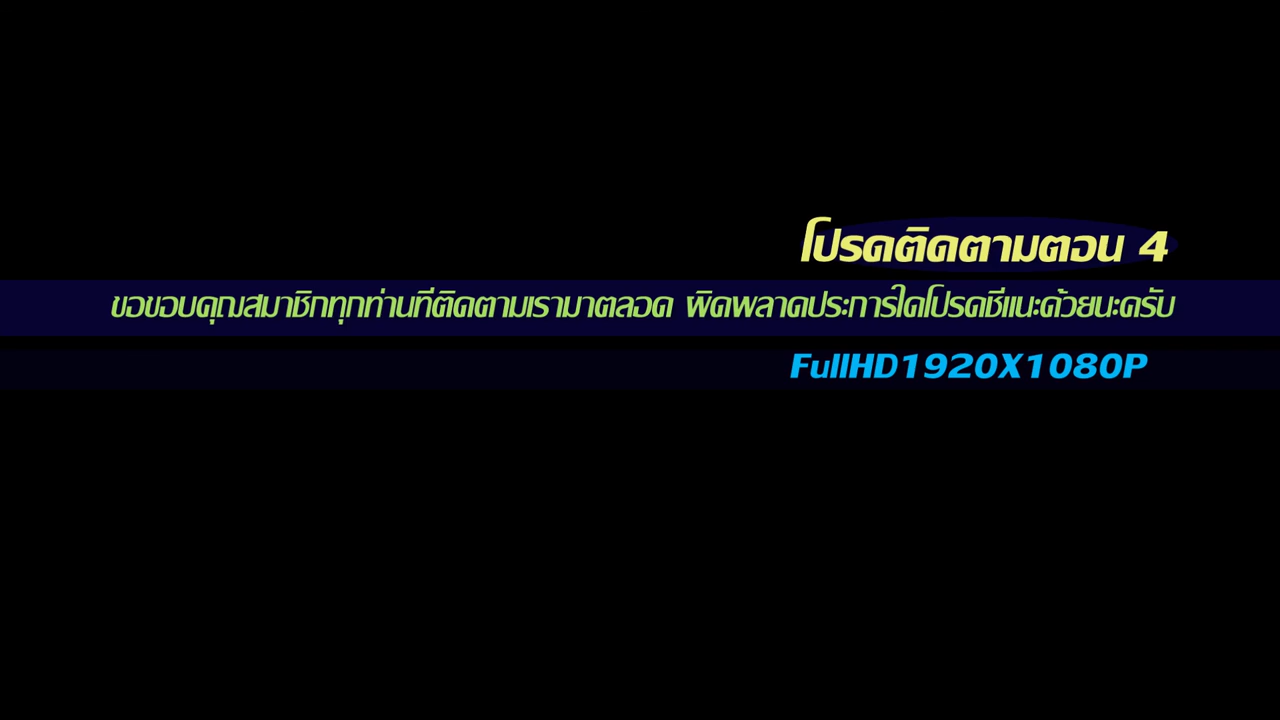 โปรดติดตามตอน 4
ขอขอบคุณสมาชิกทุกท่านที่ติดตามเรามาตลอด ผิดพลาดประการใดโปรดชี้แนะด้วยนะครับ
FullHD1920X1080P